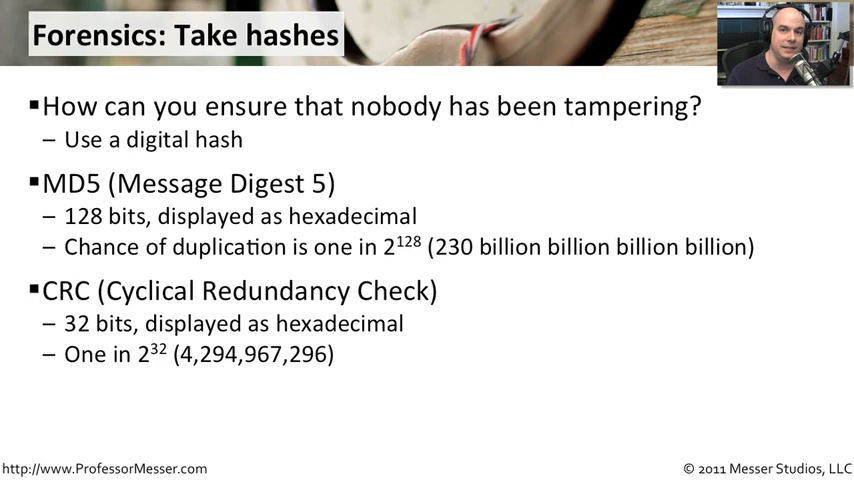 Forensics: Take hashes
▪How can you ensure that nobody has been tampering?
– Use a digital hash
▪MD5 (Message Digest 5)
– 128 bits, displayed as hexadecimal
– Chance of duplication is one in 2¹²⁸ (230 billion billion billion billion)
▪CRC (Cyclical Redundancy Check)
– 32 bits, displayed as hexadecimal
– One in 2³² (4,294,967,296)
http://www.ProfessorMesser.com
© 2011 Messer Studios, LLC